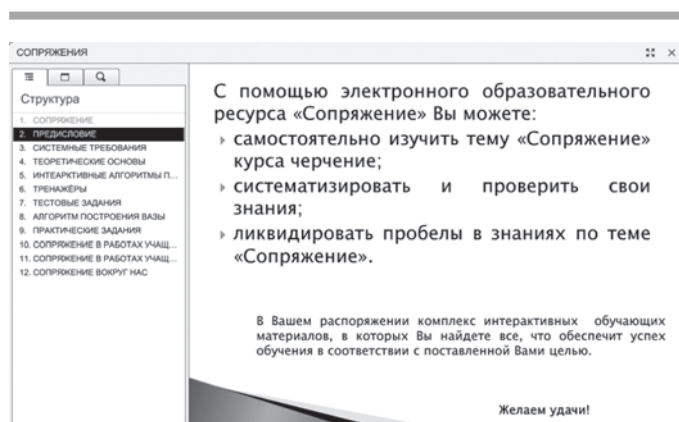 СОПРЯЖЕНИЯ
Структура
1. СОПРЯЖЕНИЕ
2. ПРЕДИСЛОВИЕ
3. СИСТЕМНЫЕ ТРЕБОВАНИЯ
4. ТЕОРЕТИЧЕСКИЕ ОСНОВЫ
5. ИНТЕАРКТИВНЫЕ АЛГОРИТМЫ П...
6. ТРЕНАЖЁРЫ
7. ТЕСТОВЫЕ ЗАДАНИЯ
8. АЛГОРИТМ ПОСТРОЕНИЯ ВАЗЫ
9. ПРАКТИЧЕСКИЕ ЗАДАНИЯ
10. СОПРЯЖЕНИЕ В РАБОТАХ УЧАЩ...
11. СОПРЯЖЕНИЕ В РАБОТАХ УЧАЩ...
12. СОПРЯЖЕНИЕ ВОКРУГ НАС
С помощью электронного образовательного
ресурса «Сопряжение» Вы можете:
самостоятельно изучить тему «Сопряжение»
курса черчение;
систематизировать и проверить свои
знания;
ликвидировать пробелы в знаниях по теме
«Сопряжение».
В Вашем распоряжении комплекс интерактивных обучающих
материалов, в которых Вы найдете все, что обеспечит успех
обучения в соответствии с поставленной Вами целью.
Желаем удачи!